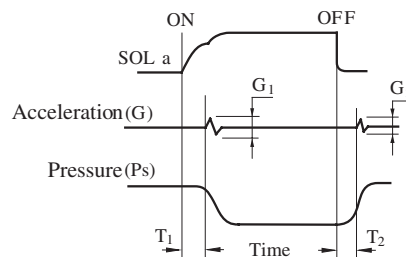 ON
OFF
SOL a
G1
G
Acceleration(G)
Pressure(Ps)
T1
Time
T2